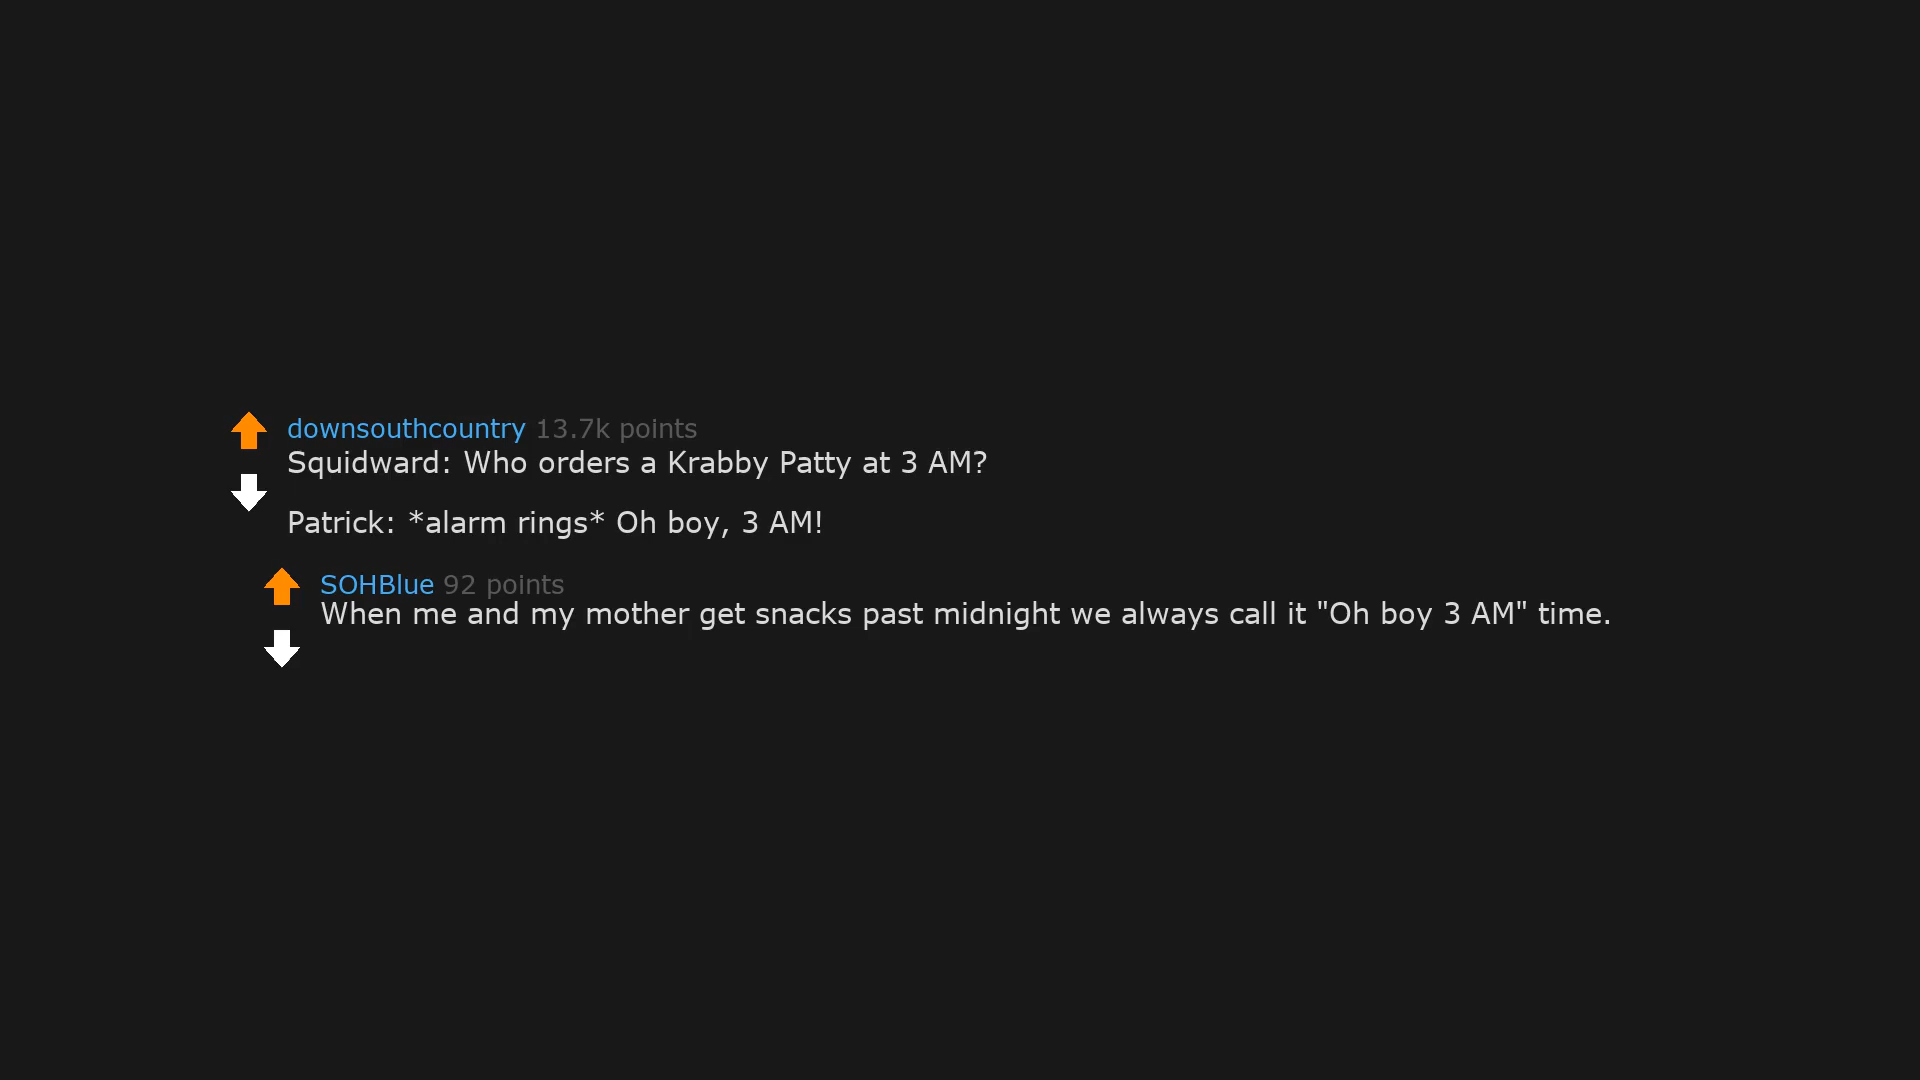 downsouthcountry 13.7k points
Squidward: Who orders a Krabby Patty at 3 AM?
Patrick: *alarm rings* Oh boy, 3 AM!
SOHBlue 92 points
When me and my mother get snacks past midnight we always call it "Oh boy 3 AM" time.